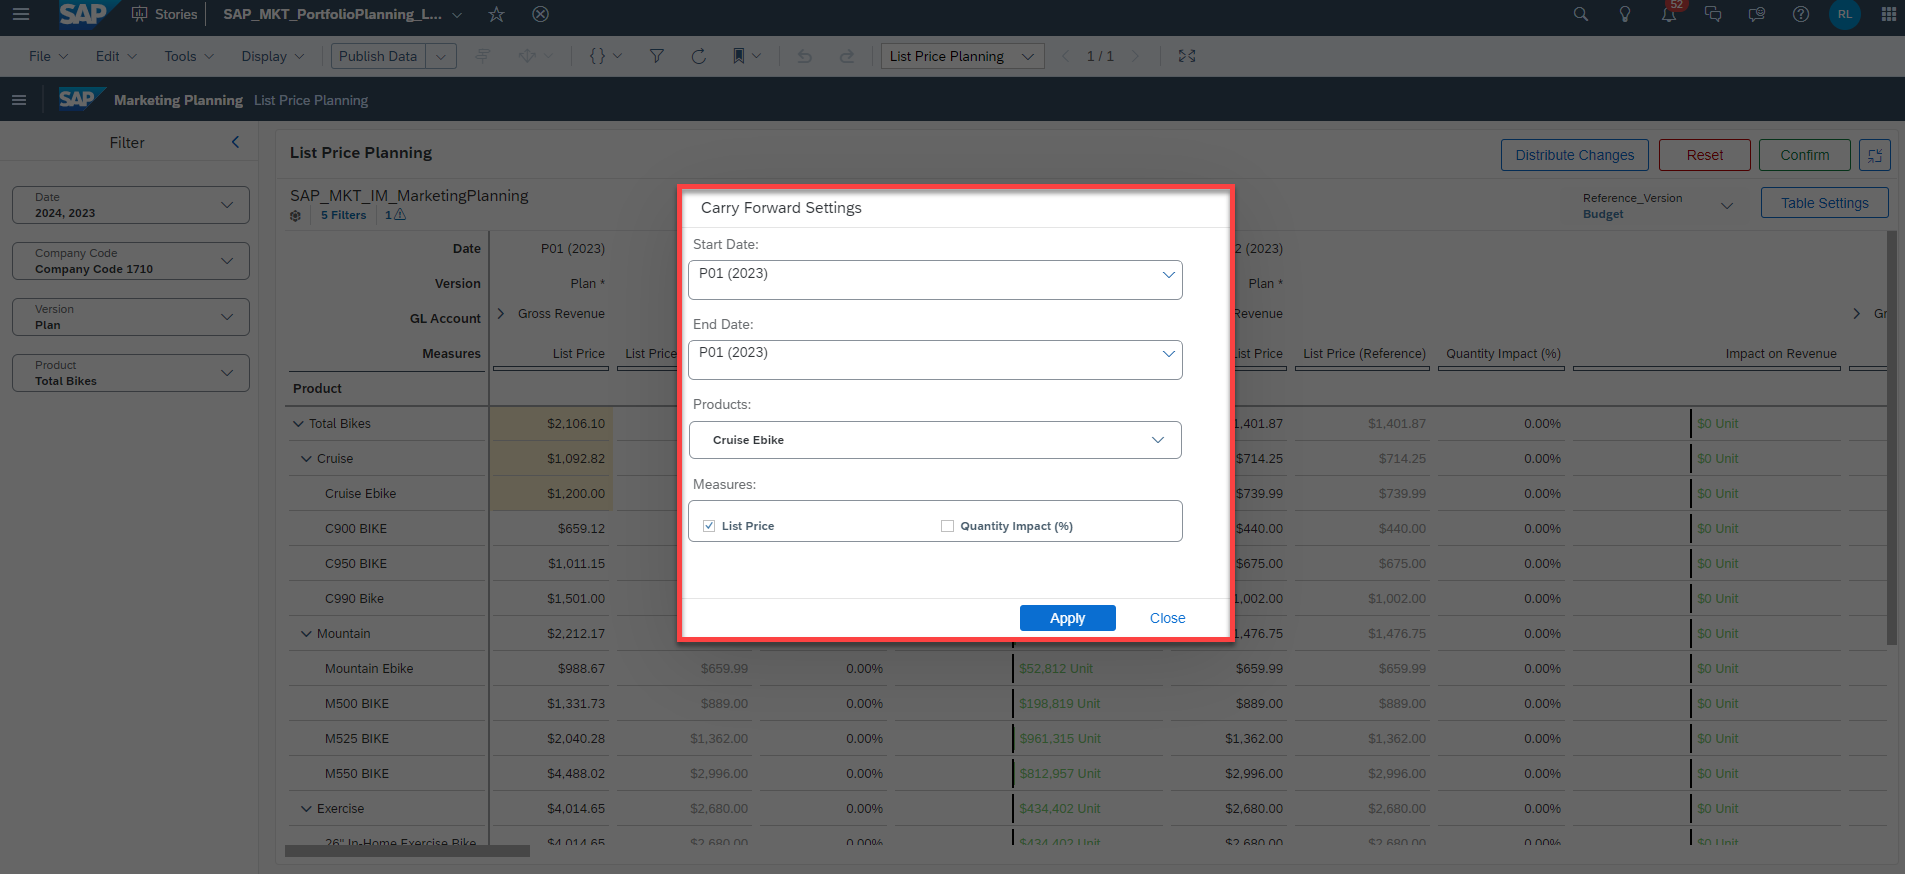 SAP Stories SAP_MKT_PortfolioPlanning_L... 52 RL
File Edit Tools Display Publish Data {} List Price Planning 1 / 1
SAP Marketing Planning List Price Planning
Filter
Date
2024, 2023
Company Code
Company Code 1710
Version
Plan
Product
Total Bikes
List Price Planning Distribute Changes Reset Confirm
SAP_MKT_IM_MarketingPlanning
5 Filters 1
Reference_Version
Budget
Table Settings
Date P01 (2023) 2 (2023)
Version Plan * Plan *
GL Account Gross Revenue Revenue Gr
Measures List Price List Price List Price List Price (Reference) Quantity Impact (%) Impact on Revenue
Product
Total Bikes $2,106.10 1,401.87 $1,401.87 0.00% $0 Unit
Cruise $1,092.82 $714.25 $714.25 0.00% $0 Unit
Cruise Ebike $1,200.00 $739.99 $739.99 0.00% $0 Unit
C900 BIKE $659.12 $440.00 $440.00 0.00% $0 Unit
C950 BIKE $1,011.15 $675.00 $675.00 0.00% $0 Unit
C990 Bike $1,501.00 1,002.00 $1,002.00 0.00% $0 Unit
Mountain $2,212.17 1,476.75 $1,476.75 0.00% $0 Unit
Mountain Ebike $988.67 $659.99 0.00% $52,812 Unit $659.99 $659.99 0.00% $0 Unit
M500 BIKE $1,331.73 $889.00 0.00% $198,819 Unit $889.00 $889.00 0.00% $0 Unit
M525 BIKE $2,040.28 $1,362.00 0.00% $961,315 Unit $1,362.00 $1,362.00 0.00% $0 Unit
M550 BIKE $4,488.02 $2,996.00 0.00% $812,957 Unit $2,996.00 $2,996.00 0.00% $0 Unit
Exercise $4,014.65 $2,680.00 0.00% $434,402 Unit $2,680.00 $2,680.00 0.00% $0 Unit
26" In-Home Exercise Bike $4,014.65 $2,680.00 0.00% $434,402 Unit $2,680.00 $2,680.00 0.00% $0 Unit
Carry Forward Settings
Start Date:
P01 (2023)
End Date:
P01 (2023)
Products:
Cruise Ebike
Measures:
List Price Quantity Impact (%)
Apply Close